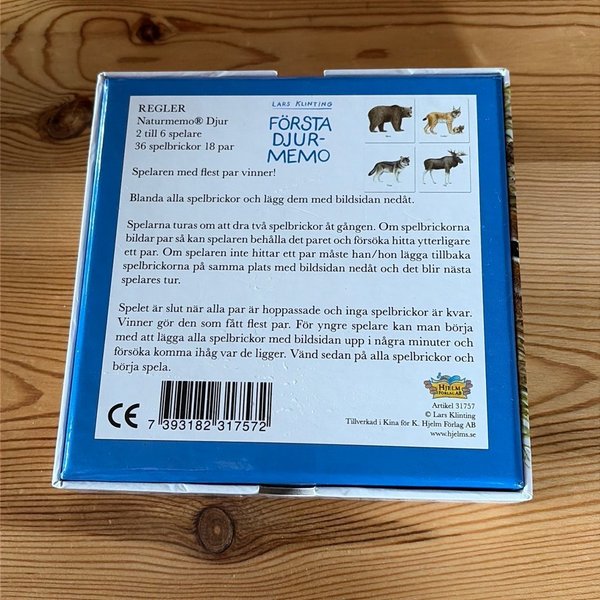 REGLER
Naturmemo® Djur
2 till 6 spelare
36 spelbrickor 18 par
LARS KLINTING
FÖRSTA
DJUR-
MEMO
Spelaren med flest par vinner!
Blanda alla spelbrickor och lägg dem med bildsidan nedåt.
Spelarna turas om att dra två spelbrickor åt gången. Om spelbrickorna
bildar par så kan spelaren behålla det paret och försöka hitta ytterligare
ett par. Om spelaren inte hittar ett par måste han/hon lägga tillbaka
spelbrickorna på samma plats med bildsidan nedåt och det blir nästa
spelares tur.
Spelet är slut när alla par är hoppassade och inga spelbrickor är kvar.
Vinner gör den som fått flest par. För yngre spelare kan man börja
med att lägga alla spelbrickor med bildsidan upp i några minuter och
försöka komma ihåg var de ligger. Vänd sedan på alla spelbrickor och
börja spela.
CE
7 393182 317572
HJELM
FÖRLAG AB
Artikel 31757
© Lars Klinting
Tillverkad i Kina för K. Hjelm Förlag AB
www.hjelms.se